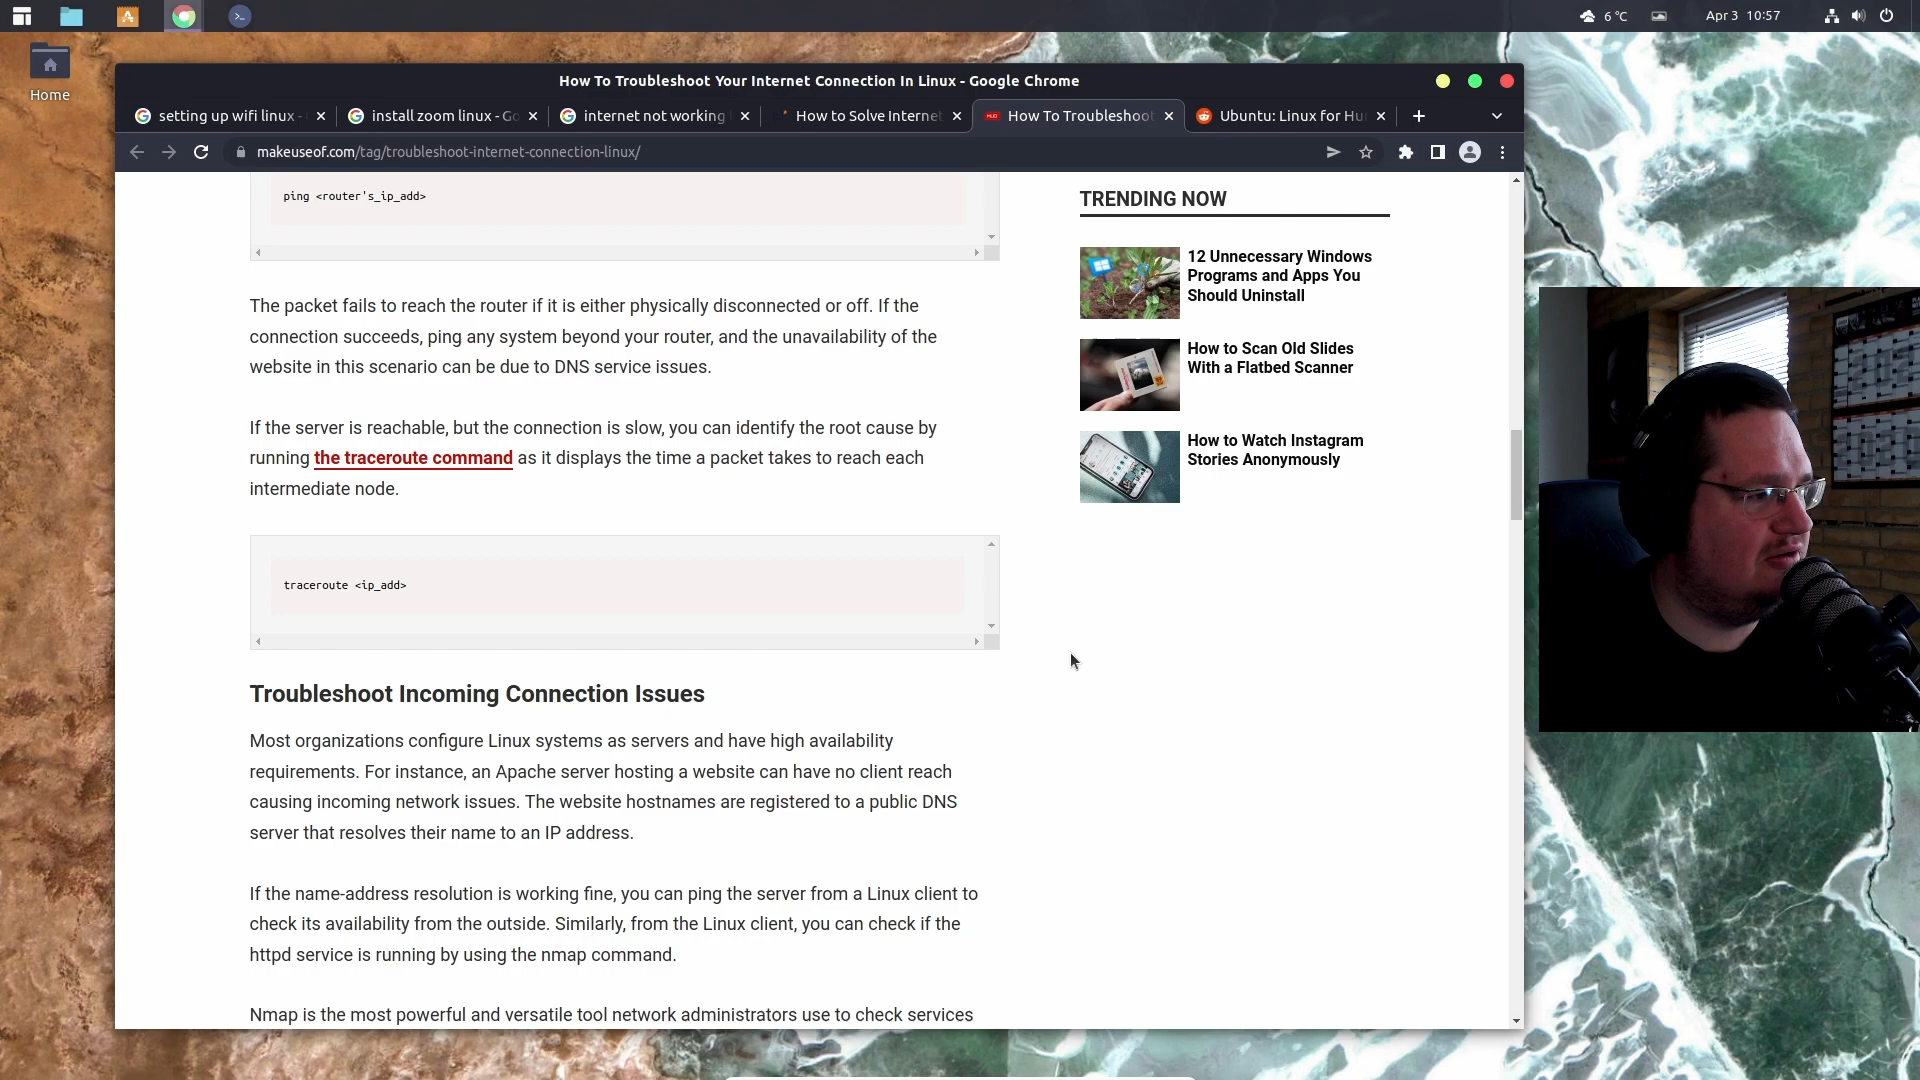 6 °C
Apr 3 10:57
Home
How To Troubleshoot Your Internet Connection In Linux - Google Chrome
setting up wifi linux -
install zoom linux - Go
internet not working
How to Solve Internet
How To Troubleshoot
Ubuntu: Linux for Hu
makeuseof.com/tag/troubleshoot-internet-connection-linux/
ping <router's_ip_add>
The packet fails to reach the router if it is either physically disconnected or off. If the
connection succeeds, ping any system beyond your router, and the unavailability of the
website in this scenario can be due to DNS service issues.
If the server is reachable, but the connection is slow, you can identify the root cause by
running the traceroute command as it displays the time a packet takes to reach each
intermediate node.
traceroute <ip_add>
Troubleshoot Incoming Connection Issues
Most organizations configure Linux systems as servers and have high availability
requirements. For instance, an Apache server hosting a website can have no client reach
causing incoming network issues. The website hostnames are registered to a public DNS
server that resolves their name to an IP address.
If the name-address resolution is working fine, you can ping the server from a Linux client to
check its availability from the outside. Similarly, from the Linux client, you can check if the
httpd service is running by using the nmap command.
Nmap is the most powerful and versatile tool network administrators use to check services
TRENDING NOW
12 Unnecessary Windows
Programs and Apps You
Should Uninstall
How to Scan Old Slides
With a Flatbed Scanner
How to Watch Instagram
Stories Anonymously